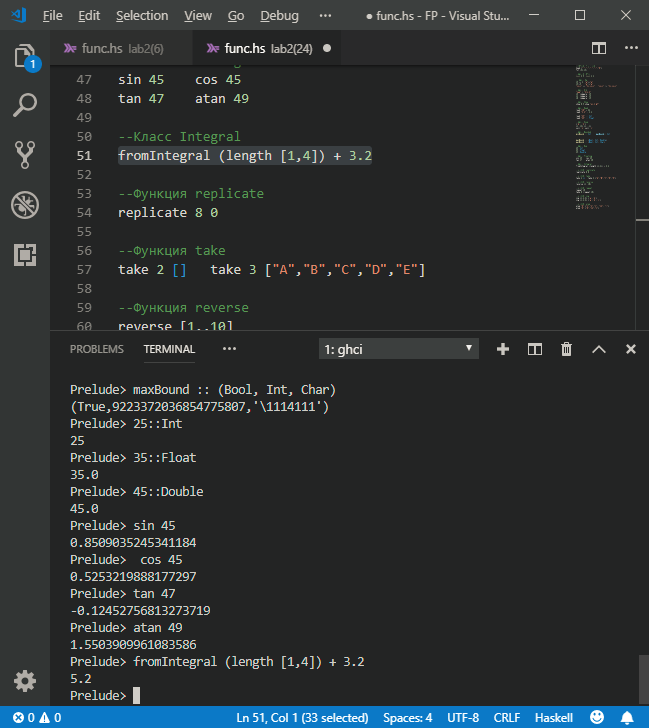 File Edit Selection View Go Debug ··· ● func.hs - FP - Visual Stu...
func.hs lab2(6) func.hs lab2(24) ●
1
47 sin 45    cos 45
48 tan 47    atan 49
49
50 --Класс Integral
51 fromIntegral (length [1,4]) + 3.2
52
53 --Функция replicate
54 replicate 8 0
55
56 --Функция take
57 take 2 []   take 3 ["A","B","C","D","E"]
58
59 --Функция reverse
60 reverse [1..10]
PROBLEMS TERMINAL ··· 1: ghci
Prelude> maxBound :: (Bool, Int, Char)
(True,9223372036854775807,'\1114111')
Prelude> 25::Int
25
Prelude> 35::Float
35.0
Prelude> 45::Double
45.0
Prelude> sin 45
0.8509035245341184
Prelude>  cos 45
0.5253219888177297
Prelude> tan 47
-0.12452756813273719
Prelude> atan 49
1.5503909961083586
Prelude> fromIntegral (length [1,4]) + 3.2
5.2
Prelude>
0 0 Ln 51, Col 1 (33 selected) Spaces: 4 UTF-8 CRLF Haskell